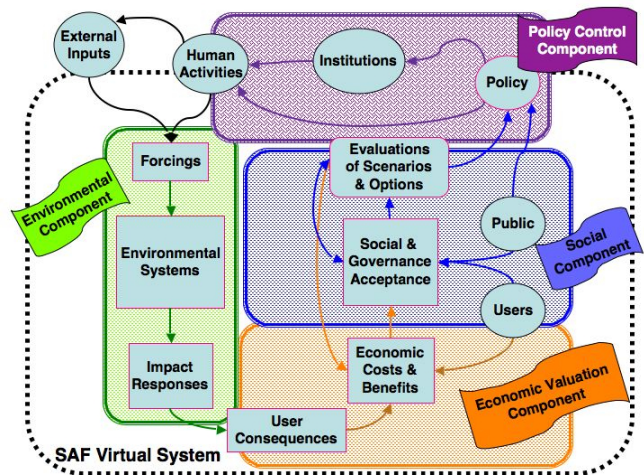 External
Inputs
Human
Activities
Institutions
Policy Control
Component
Policy
Forcings
Evaluations
of Scenarios
& Options
Environmental
Component
Environmental
Systems
Social &
Governance
Acceptance
Public
Social
Component
Users
Impact
Responses
Economic
Costs &
Benefits
Economic Valuation
Component
User
Consequences
SAF Virtual System